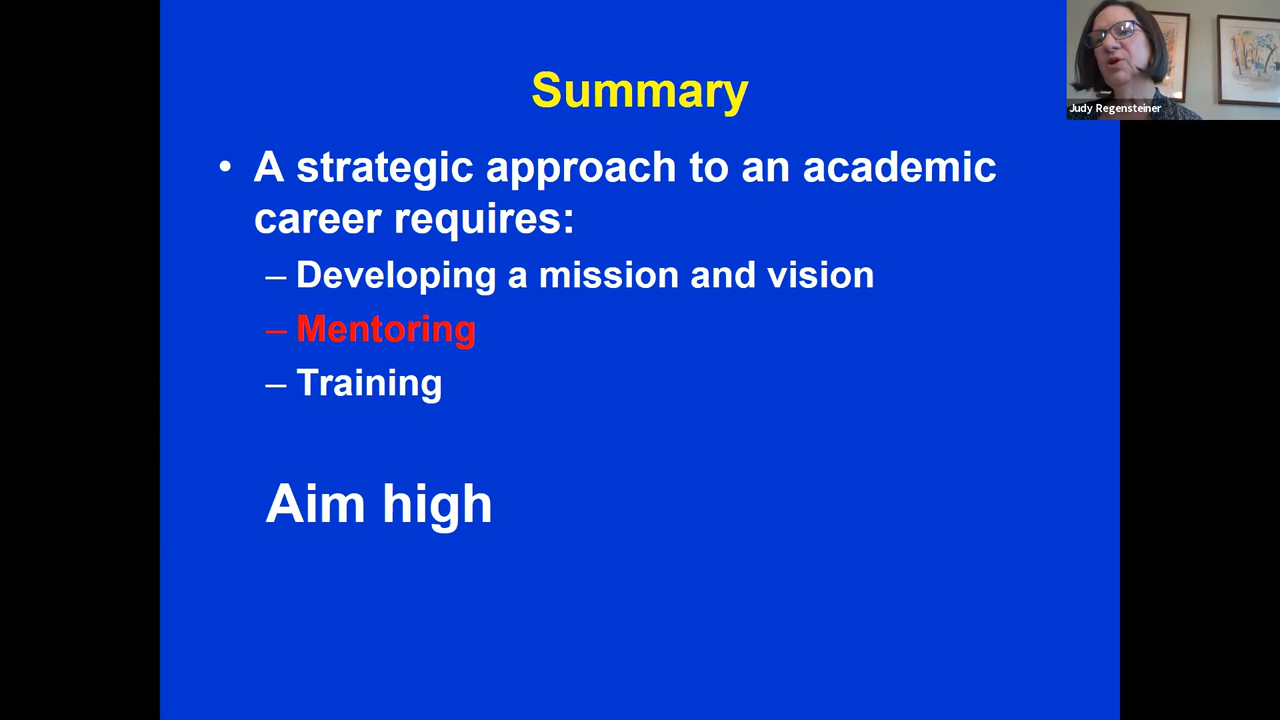 Summary
• A strategic approach to an academic
career requires:
– Developing a mission and vision
– Mentoring
– Training
Aim high
Judy Regensteiner